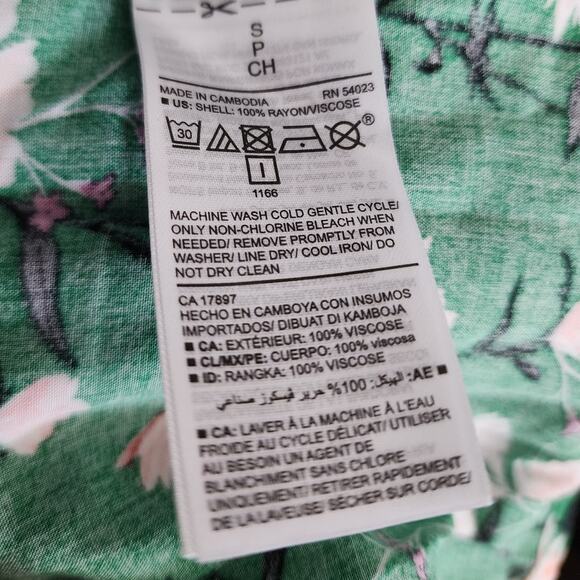 S
P
CH
MADE IN CAMBODIA RN 54023
■ US: SHELL: 100% RAYON/VISCOSE
30 ®
1166
MACHINE WASH COLD GENTLE CYCLE/
ONLY NON-CHLORINE BLEACH WHEN
NEEDED/ REMOVE PROMPTLY FROM
WASHER/ LINE DRY/ COOL IRON/ DO
NOT DRY CLEAN
CA 17897
HECHO EN CAMBOYA CON INSUMOS
IMPORTADOS/ DIBUAT DI KAMBOJA
■ CA: EXTÉRIEUR: 100% VISCOSE
■ CL/MX/PE: CUERPO: 100% viscosa
■ ID: RANGKA: 100% VISCOSE
■ AE: الهيكل: 100% حرير فيسكوز صناعي
■ CA: LAVER À LA MACHINE À L'EAU
FROIDE AU CYCLE DÉLICAT/ UTILISER
AU BESOIN UN AGENT DE
BLANCHIMENT SANS CHLORE
UNIQUEMENT/ RETIRER RAPIDEMENT
DE LA LAVEUSE/ SÉCHER SUR CORDE/